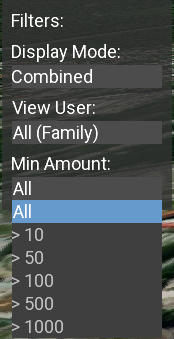 Filters:
Display Mode:
Combined
View User:
All (Family)
Min Amount:
All
All
> 10
> 50
> 100
> 500
> 1000